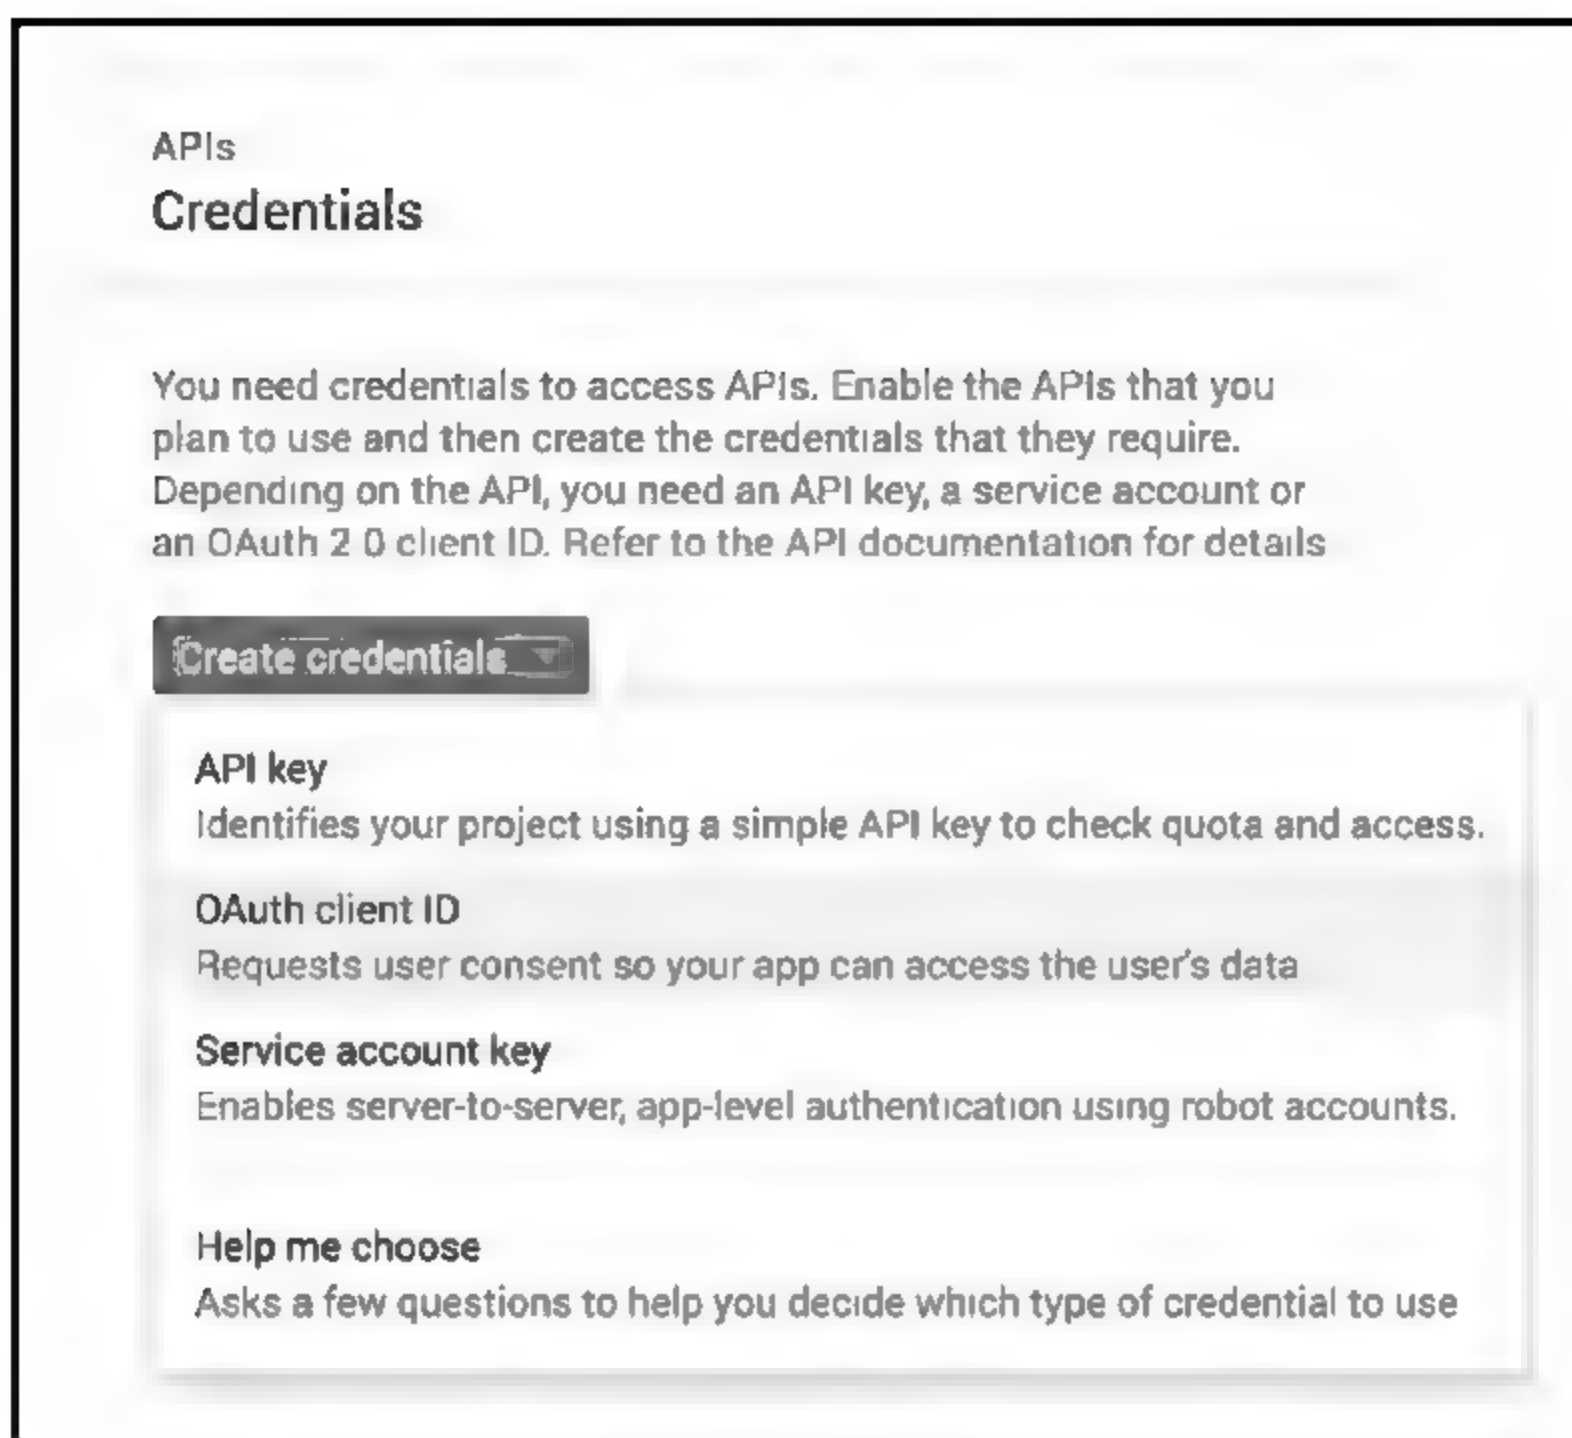 APIs
Credentials
You need credentials to access APIs. Enable the APIs that you
plan to use and then create the credentials that they require.
Depending on the API, you need an API key, a service account or
an OAuth 2 0 client ID. Refer to the API documentation for details
Create credentials
API key
Identifies your project using a simple API key to check quota and access.
OAuth client ID
Requests user consent so your app can access the user's data
Service account key
Enables server-to-server, app-level authentication using robot accounts.
Help me choose
Asks a few questions to help you decide which type of credential to use